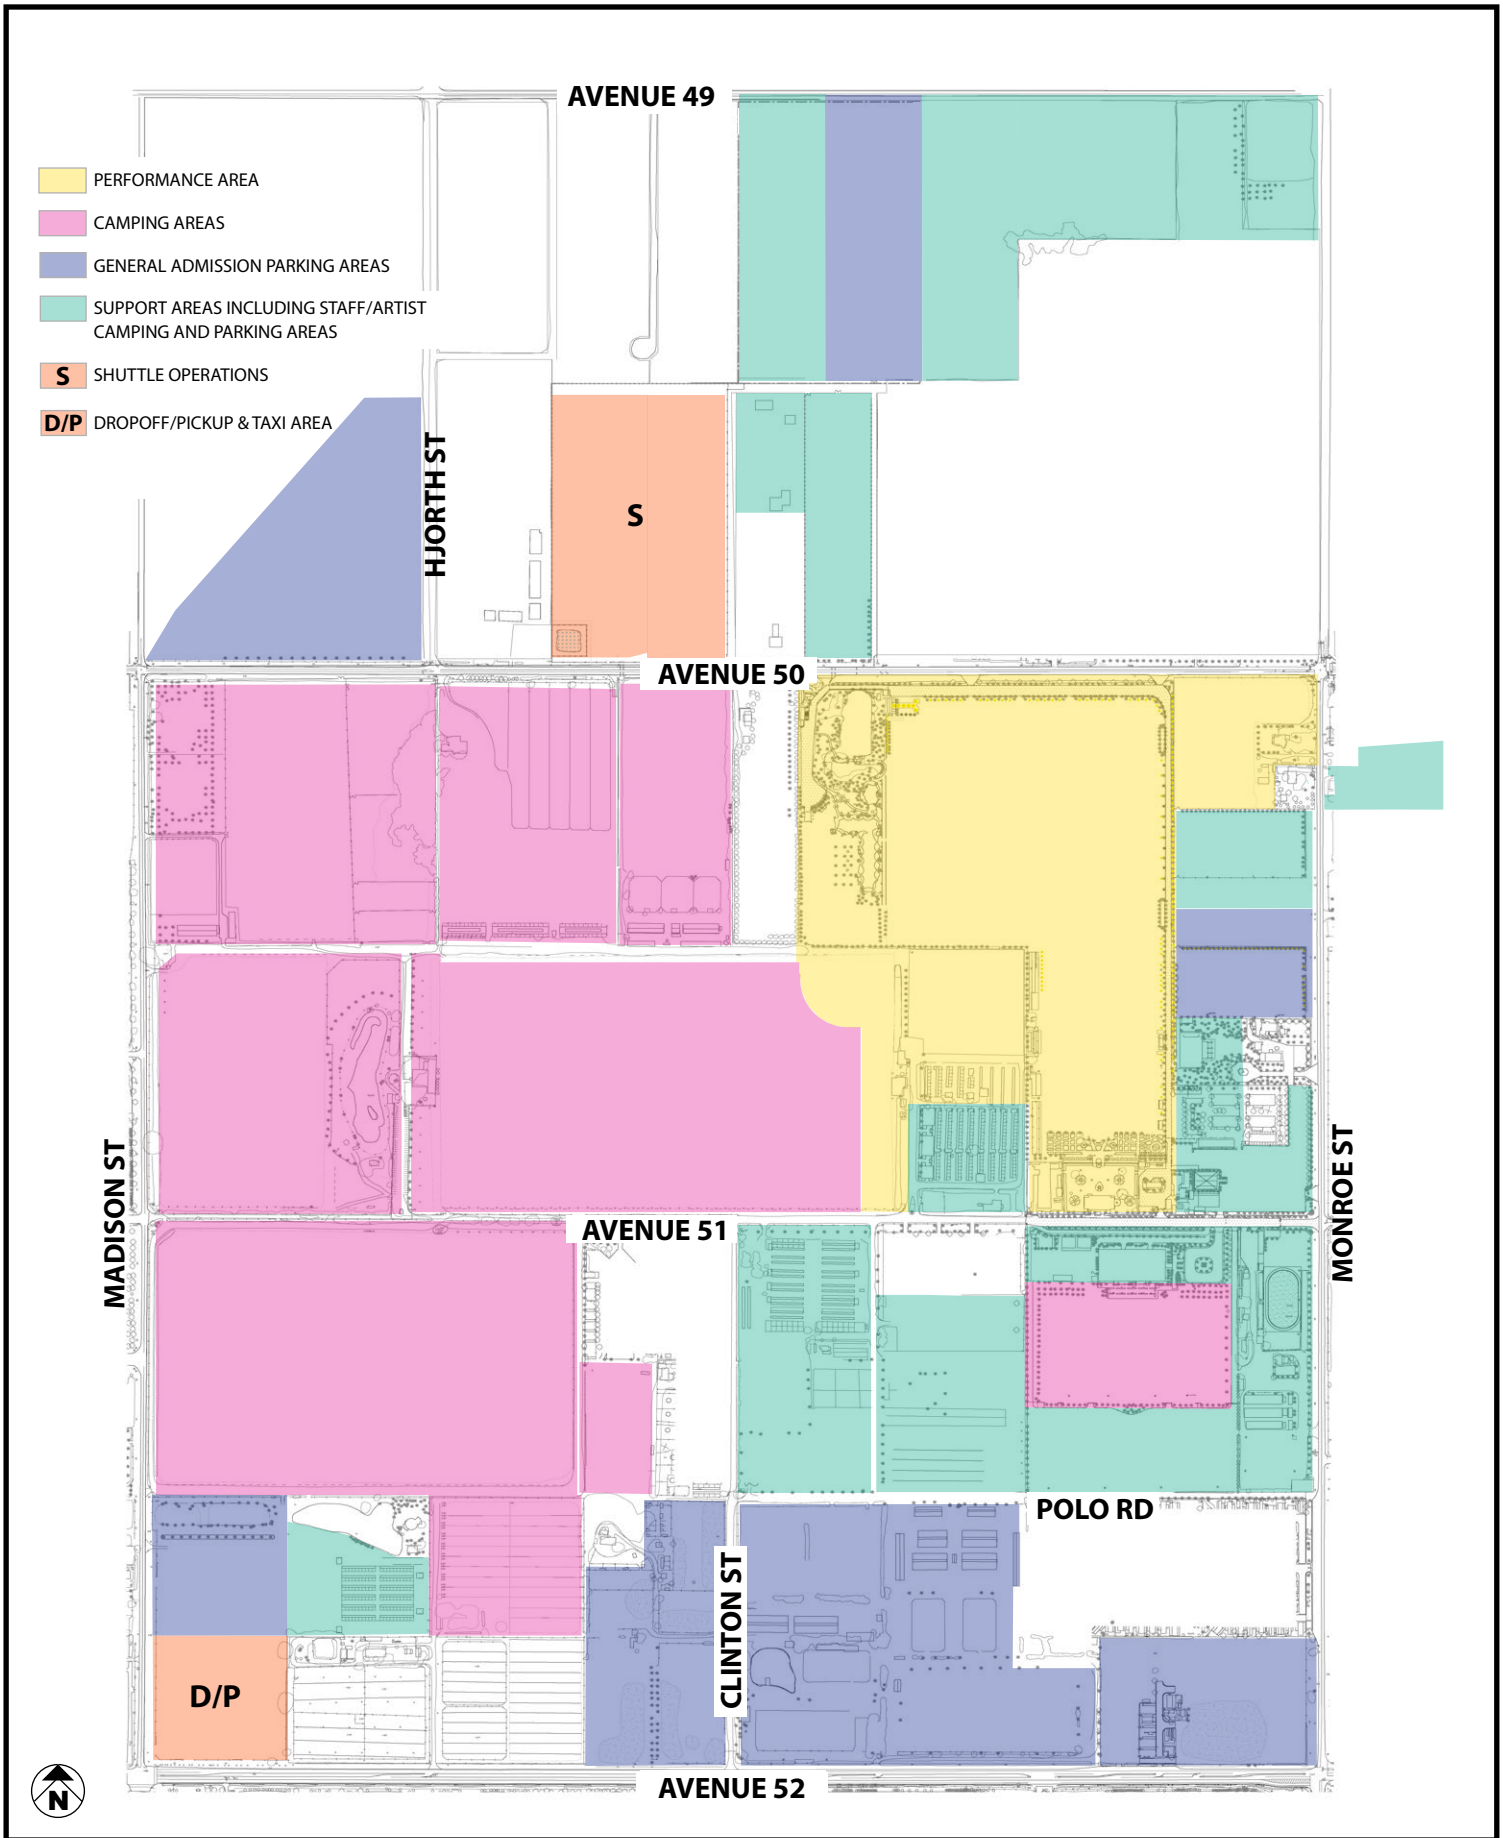 AVENUE 49
PERFORMANCE AREA
CAMPING AREAS
GENERAL ADMISSION PARKING AREAS
SUPPORT AREAS INCLUDING STAFF/ARTIST
CAMPING AND PARKING AREAS
S SHUTTLE OPERATIONS
D/P DROPOFF/PICKUP & TAXI AREA
HJORTH ST
S
AVENUE 50
MADISON ST
MONROE ST
AVENUE 51
POLO RD
CLINTON ST
D/P
AVENUE 52
N